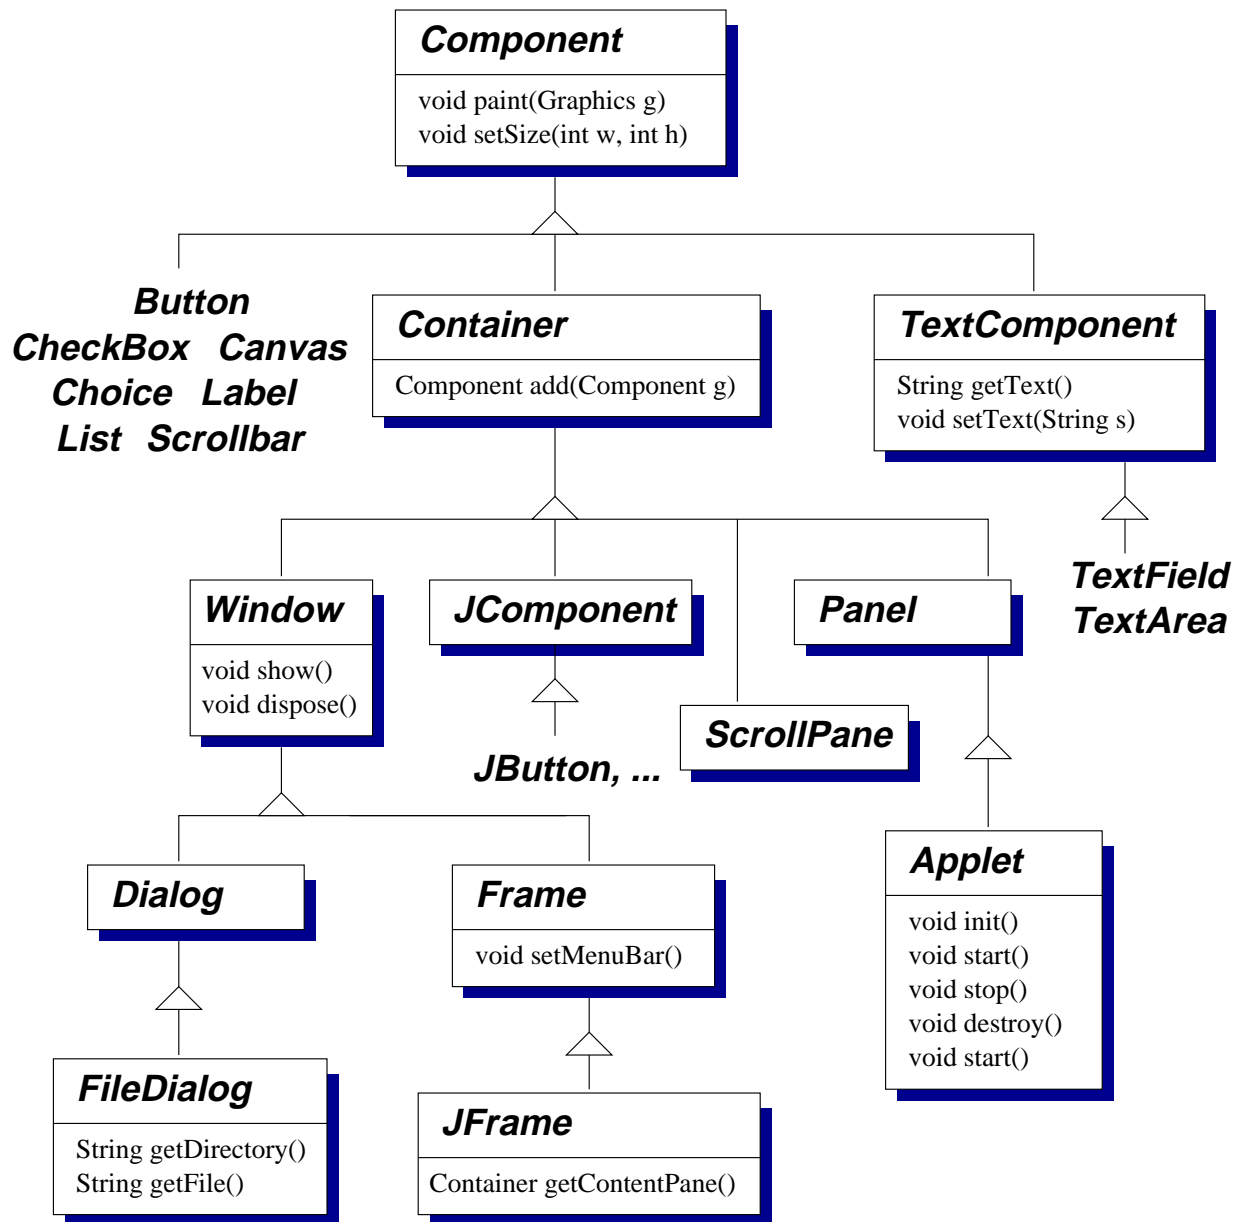 Component
void paint(Graphics g)
void setSize(int w, int h)
Button
CheckBox Canvas
Choice Label
List Scrollbar
Container
Component add(Component g)
TextComponent
String getText()
void setText(String s)
TextField
TextArea
Window
void show()
void dispose()
JComponent
JButton, ...
ScrollPane
Panel
Applet
void init()
void start()
void stop()
void destroy()
void start()
Dialog
Frame
void setMenuBar()
FileDialog
String getDirectory()
String getFile()
JFrame
Container getContentPane()